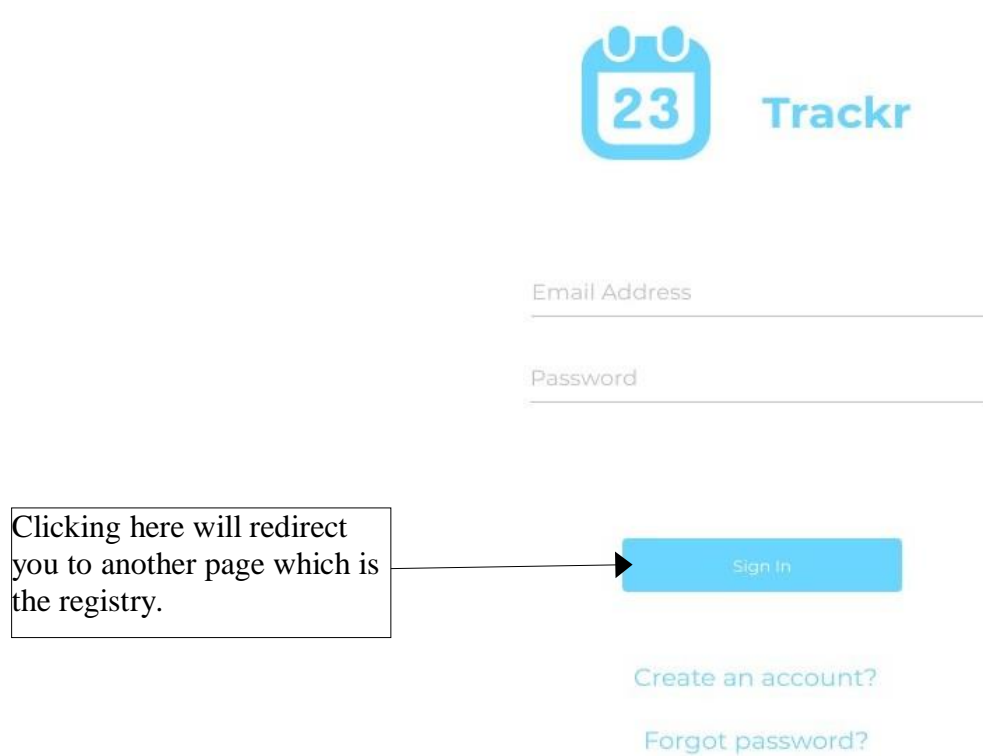 23
Trackr
Email Address
Password
Clicking here will redirect
you to another page which is
the registry.
Sign In
Create an account?
Forgot password?